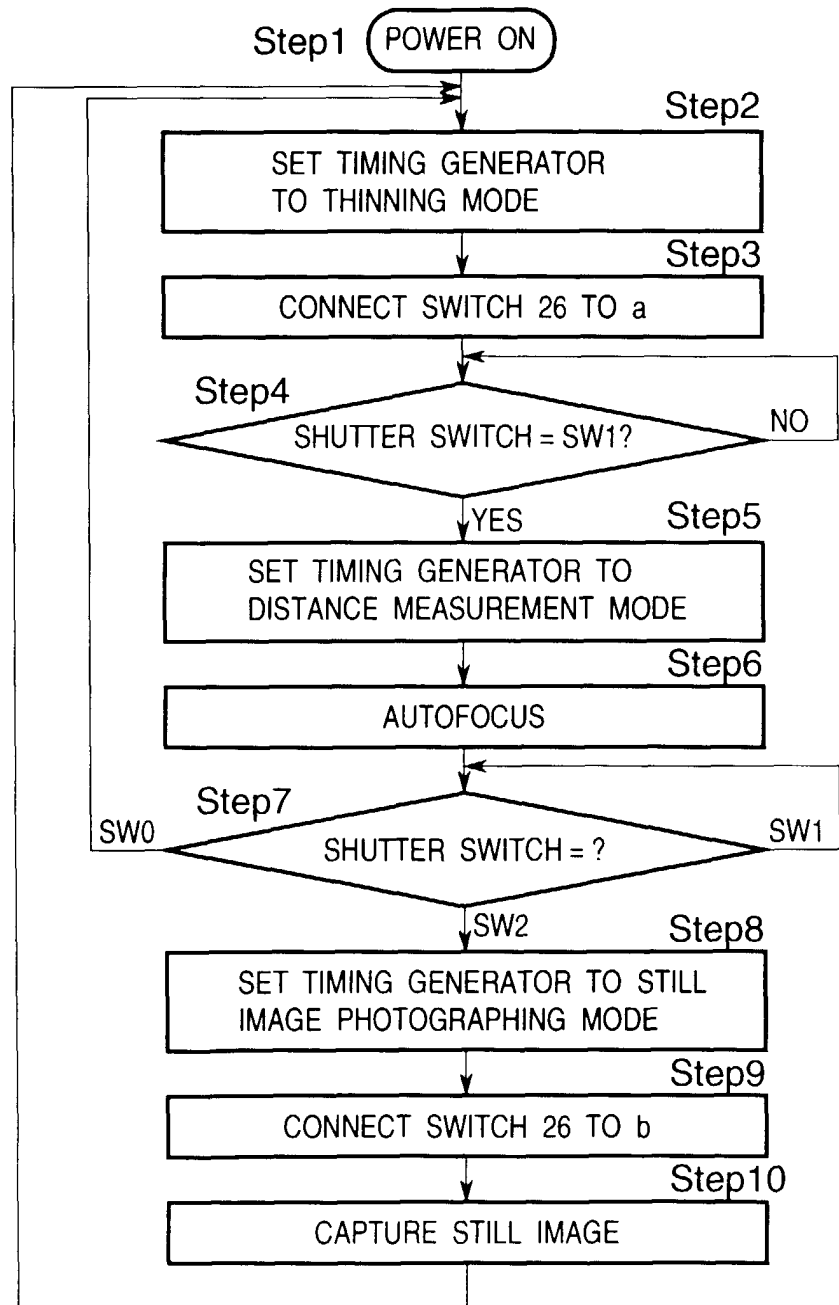 Step1
POWER ON
Step2
SET TIMING GENERATOR
TO THINNING MODE
Step3
CONNECT SWITCH 26 TO a
Step4
SHUTTER SWITCH = SW1?
NO
YES
Step5
SET TIMING GENERATOR TO
DISTANCE MEASUREMENT MODE
Step6
AUTOFOCUS
Step7
SW0
SHUTTER SWITCH = ?
SW1
SW2
Step8
SET TIMING GENERATOR TO STILL
IMAGE PHOTOGRAPHING MODE
Step9
CONNECT SWITCH 26 TO b
Step10
CAPTURE STILL IMAGE